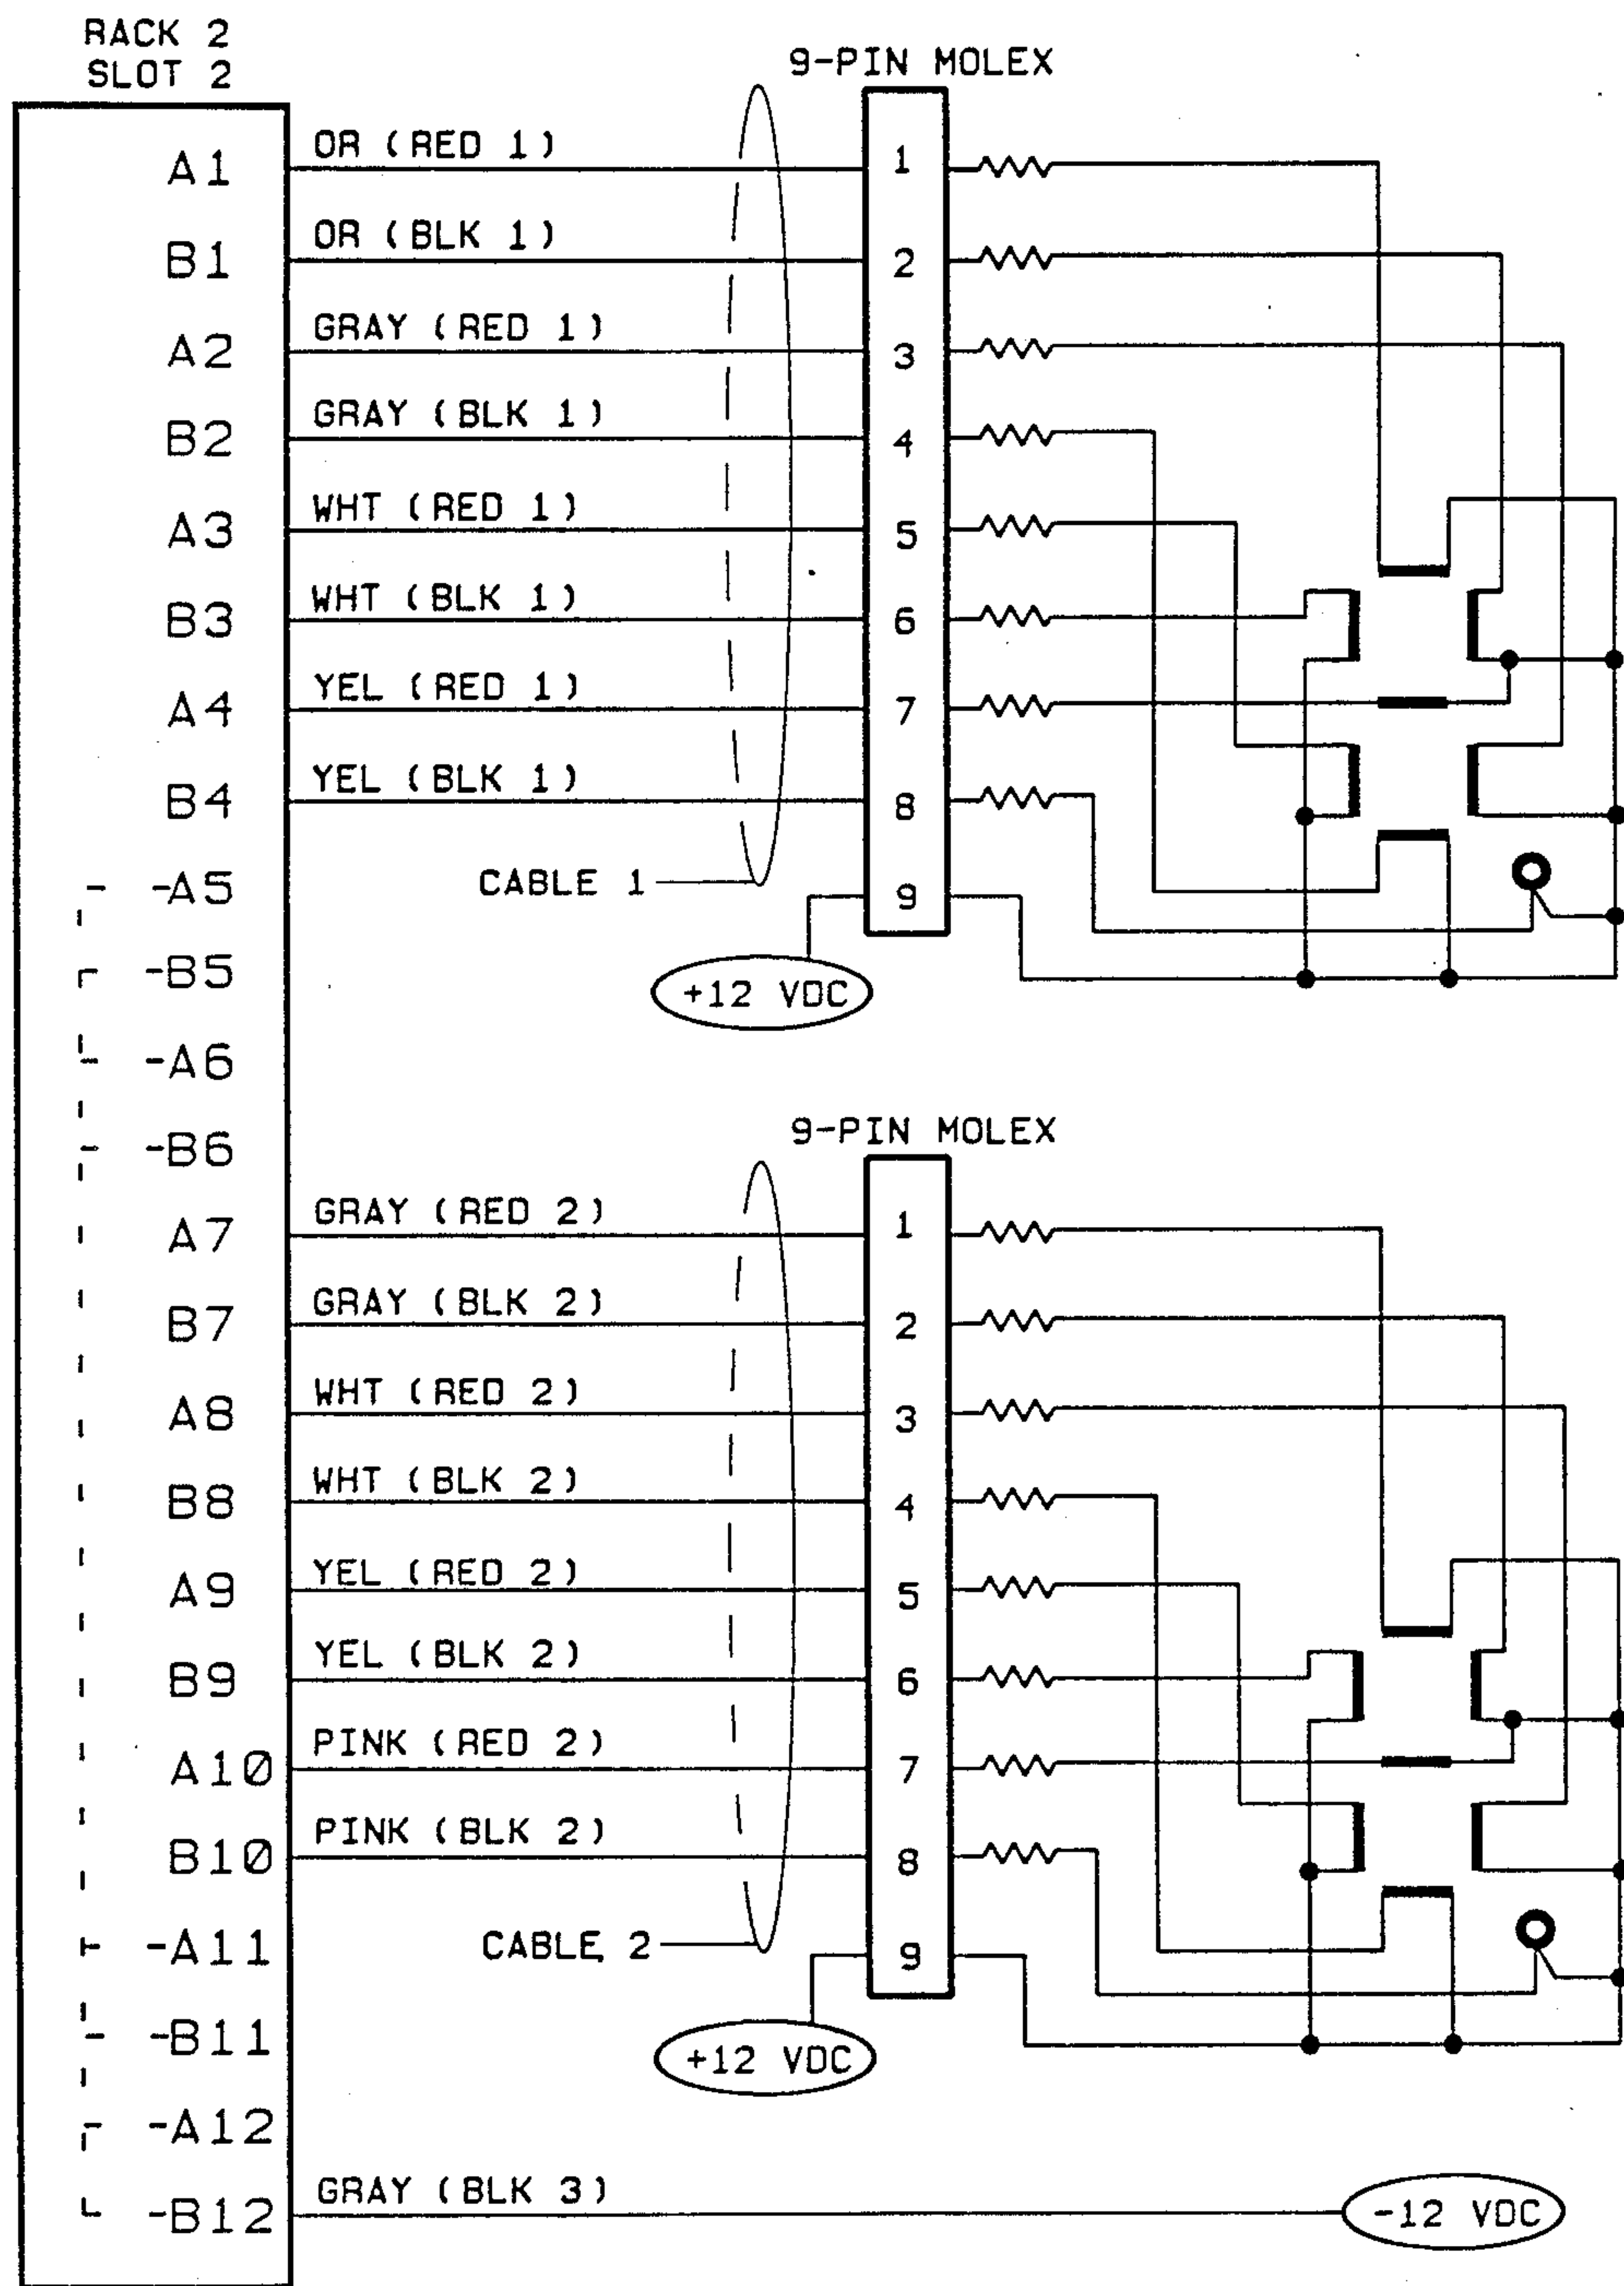 RACK 2
SLOT 2
9-PIN MOLEX
A1 OR (RED 1) 1
B1 OR (BLK 1) 2
A2 GRAY (RED 1) 3
B2 GRAY (BLK 1) 4
A3 WHT (RED 1) 5
B3 WHT (BLK 1) 6
A4 YEL (RED 1) 7
B4 YEL (BLK 1) 8
-A5 CABLE 1 9
-B5 +12 VDC
-A6
-B6
9-PIN MOLEX
A7 GRAY (RED 2) 1
B7 GRAY (BLK 2) 2
A8 WHT (RED 2) 3
B8 WHT (BLK 2) 4
A9 YEL (RED 2) 5
B9 YEL (BLK 2) 6
A10 PINK (RED 2) 7
B10 PINK (BLK 2) 8
-A11 CABLE 2 9
-B11 +12 VDC
-A12
-B12 GRAY (BLK 3) -12 VDC